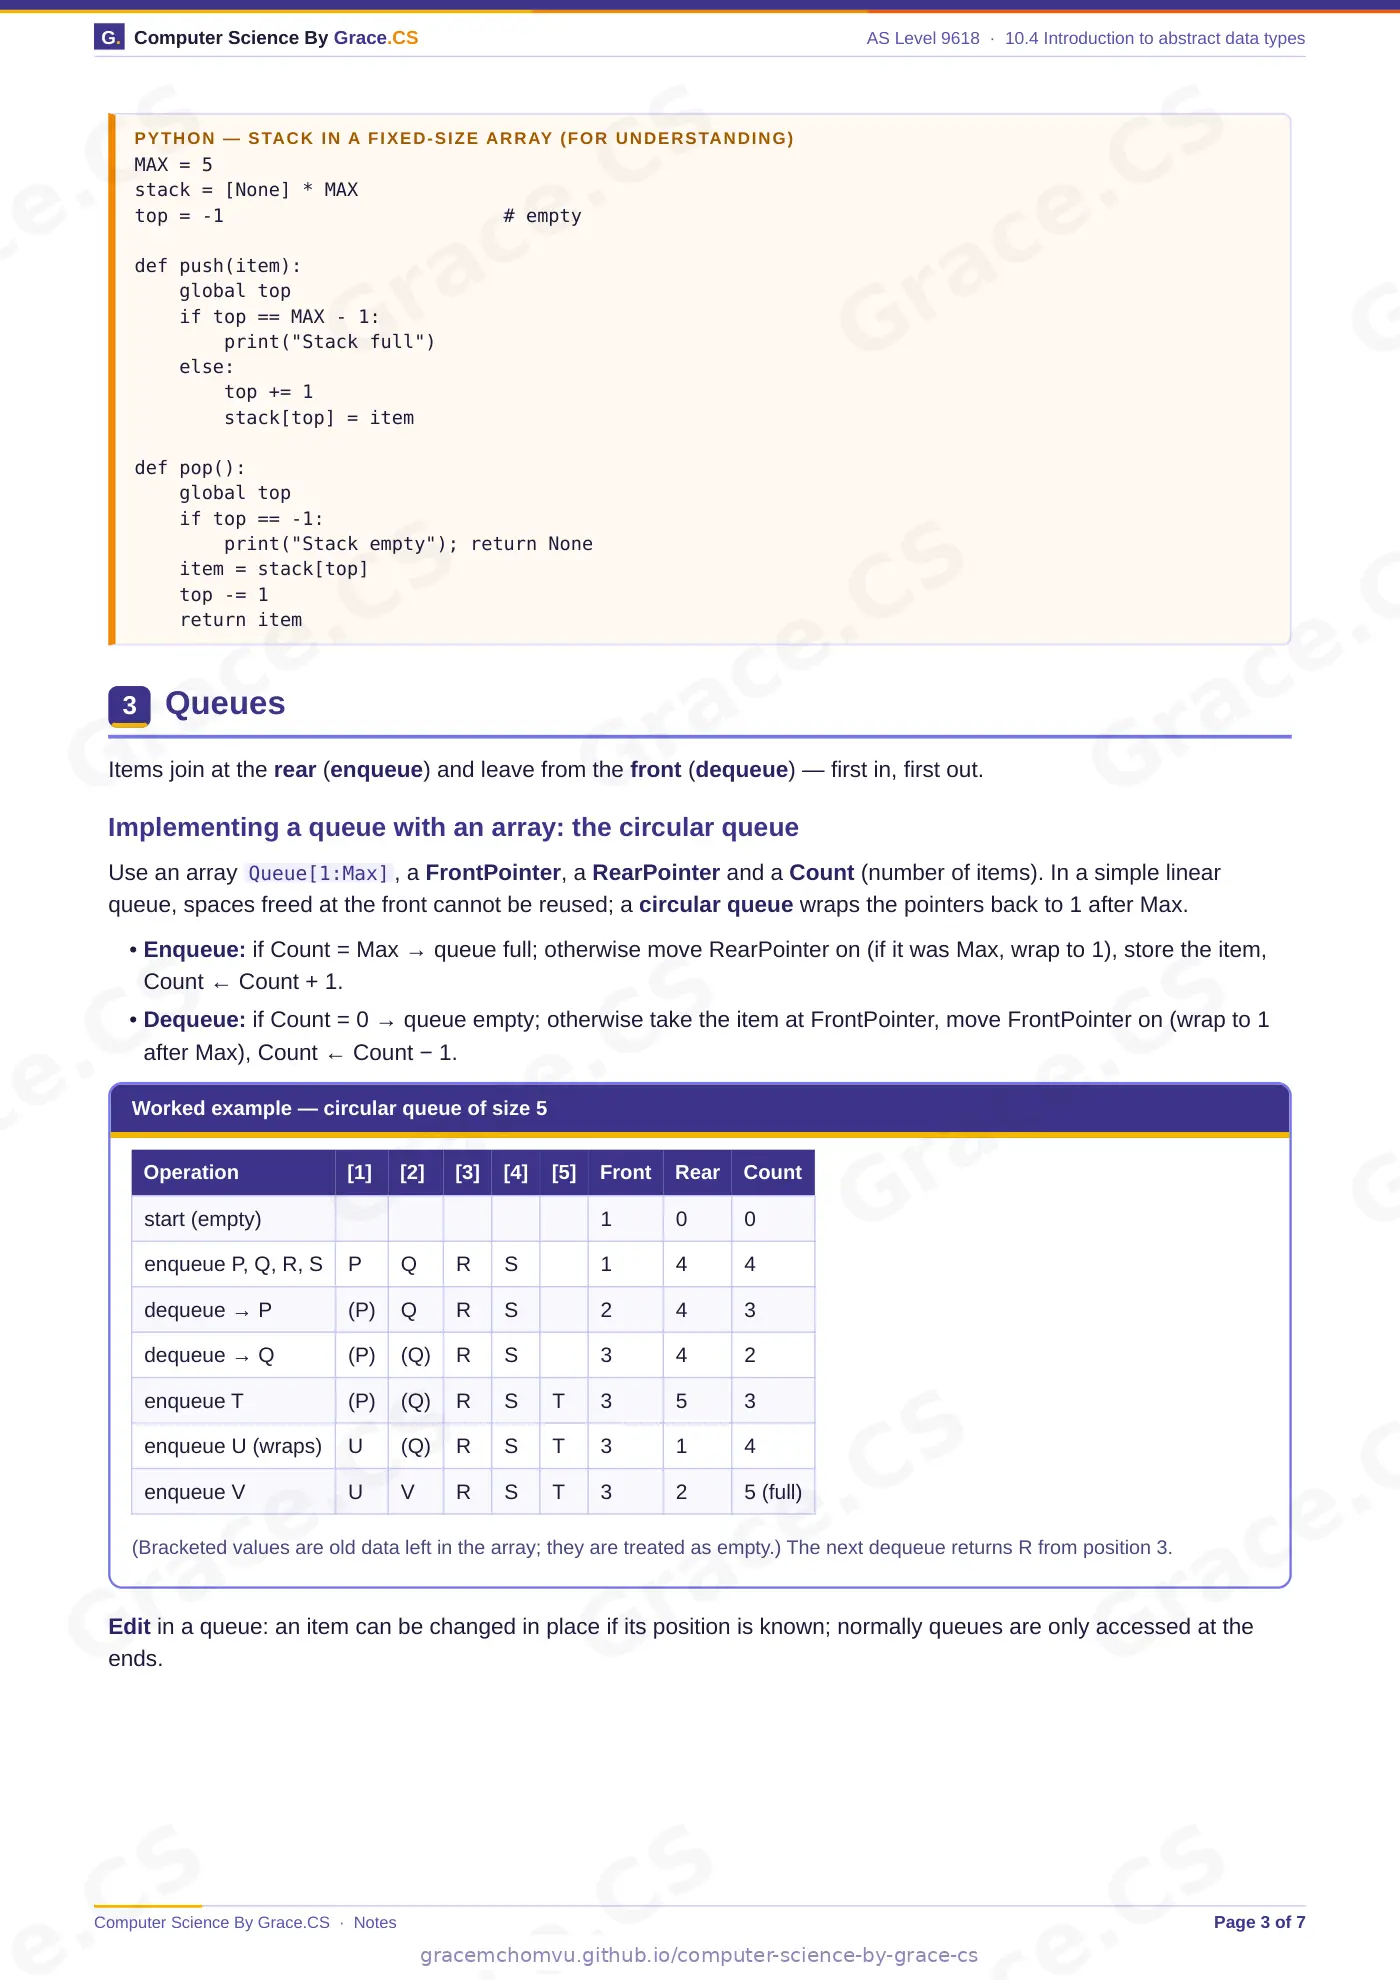 G. Computer Science By Grace.CS
AS Level 9618 · 10.4 Introduction to abstract data types
PYTHON — STACK IN A FIXED-SIZE ARRAY (FOR UNDERSTANDING)
MAX = 5
stack = [None] * MAX
top = -1                         # empty
def push(item):
    global top
    if top == MAX - 1:
        print("Stack full")
    else:
        top += 1
        stack[top] = item
def pop():
    global top
    if top == -1:
        print("Stack empty"); return None
    item = stack[top]
    top -= 1
    return item
3 Queues
Items join at the rear (enqueue) and leave from the front (dequeue) — first in, first out.
Implementing a queue with an array: the circular queue
Use an array Queue[1:Max], a FrontPointer, a RearPointer and a Count (number of items). In a simple linear
queue, spaces freed at the front cannot be reused; a circular queue wraps the pointers back to 1 after Max.
• Enqueue: if Count = Max → queue full; otherwise move RearPointer on (if it was Max, wrap to 1), store the item,
Count ← Count + 1.
• Dequeue: if Count = 0 → queue empty; otherwise take the item at FrontPointer, move FrontPointer on (wrap to 1
after Max), Count ← Count − 1.
Worked example — circular queue of size 5
Operation [1] [2] [3] [4] [5] Front Rear Count
start (empty) 1 0 0
enqueue P, Q, R, S P Q R S 1 4 4
dequeue → P (P) Q R S 2 4 3
dequeue → Q (P) (Q) R S 3 4 2
enqueue T (P) (Q) R S T 3 5 3
enqueue U (wraps) U (Q) R S T 3 1 4
enqueue V U V R S T 3 2 5 (full)
(Bracketed values are old data left in the array; they are treated as empty.) The next dequeue returns R from position 3.
Edit in a queue: an item can be changed in place if its position is known; normally queues are only accessed at the
ends.
Computer Science By Grace.CS · Notes
Page 3 of 7
gracemchomvu.github.io/computer-science-by-grace-cs